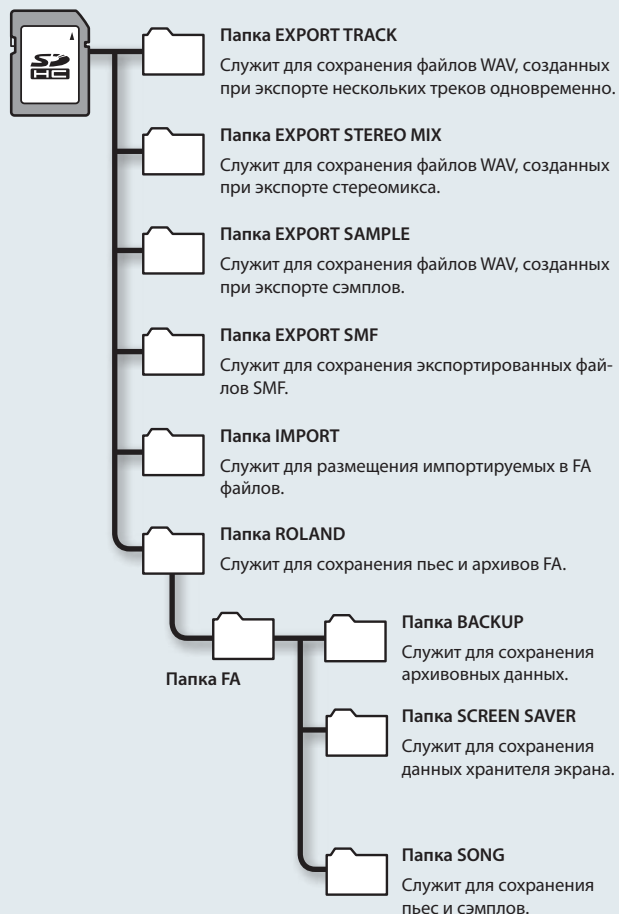 SD
HC
Папка EXPORT TRACK
Служит для сохранения файлов WAV, созданных
при экспорте нескольких треков одновременно.
Папка EXPORT STEREO MIX
Служит для сохранения файлов WAV, созданных
при экспорте стереомикса.
Папка EXPORT SAMPLE
Служит для сохранения файлов WAV, созданных
при экспорте сэмплов.
Папка EXPORT SMF
Служит для сохранения экспортированных фай-
лов SMF.
Папка IMPORT
Служит для размещения импортируемых в FA
файлов.
Папка ROLAND
Служит для сохранения пьес и архивов FA.
Папка FA
Папка BACKUP
Служит для сохранения
архивовных данных.
Папка SCREEN SAVER
Служит для сохранения
данных хранителя экрана.
Папка SONG
Служит для сохранения
пьес и сэмплов.